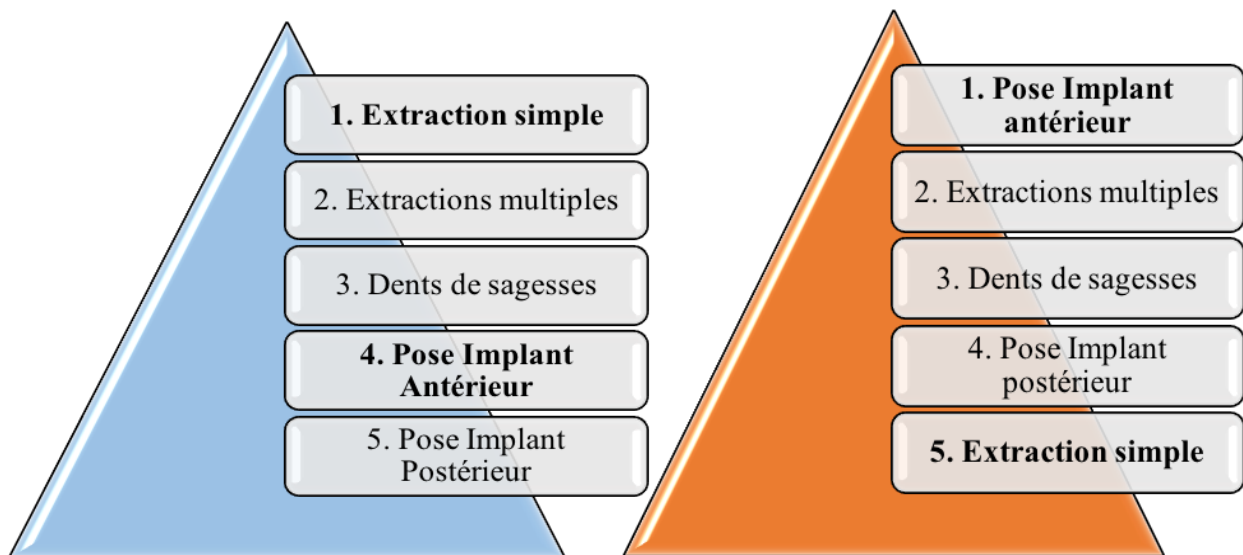 1. Extraction simple
2. Extractions multiples
3. Dents de sagesses
4. Pose Implant
Antérieur
5. Pose Implant
Postérieur
1. Pose Implant
antérieur
2. Extractions multiples
3. Dents de sagesses
4. Pose Implant
postérieur
5. Extraction simple